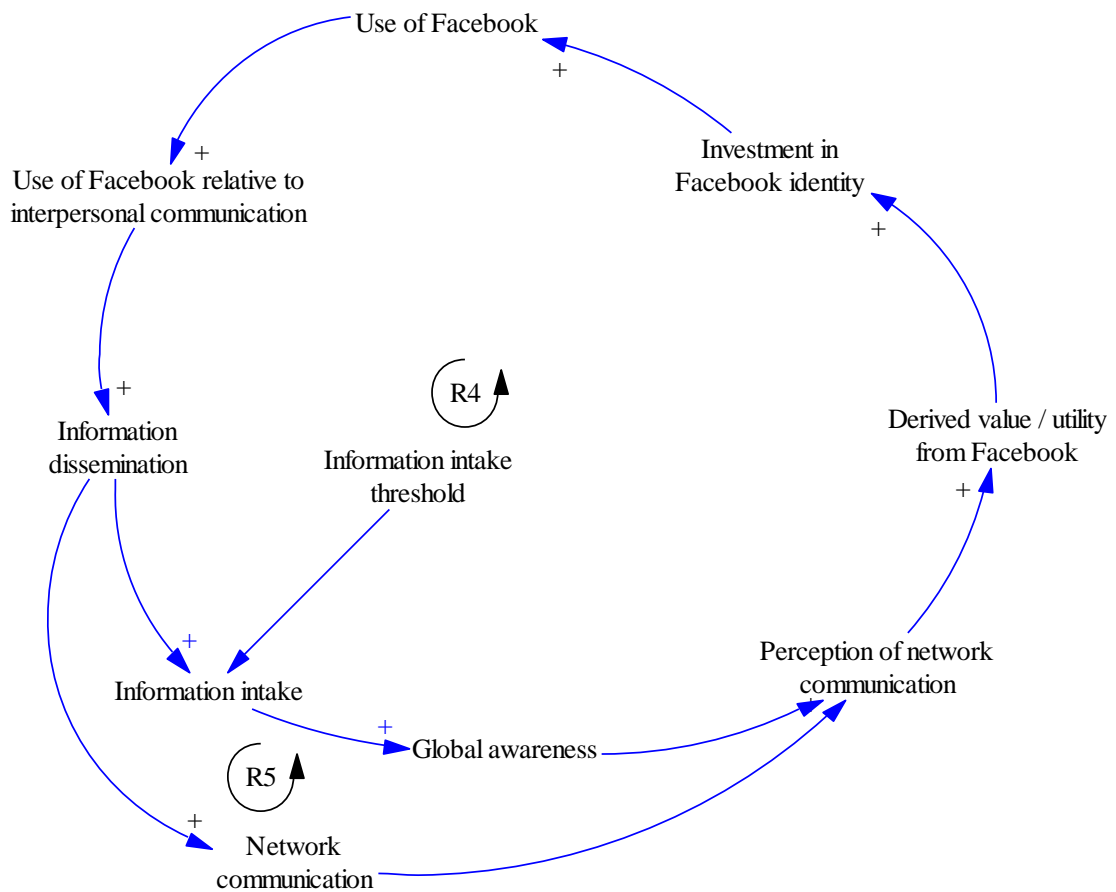 Use of Facebook
+
Investment in
Facebook identity
+
Use of Facebook relative to
interpersonal communication
+
+
R4
Information
dissemination
Information intake
threshold
Derived value / utility
from Facebook
+
+
Information intake
+
Perception of network
communication
+
Global awareness
+
R5
+
Network
communication